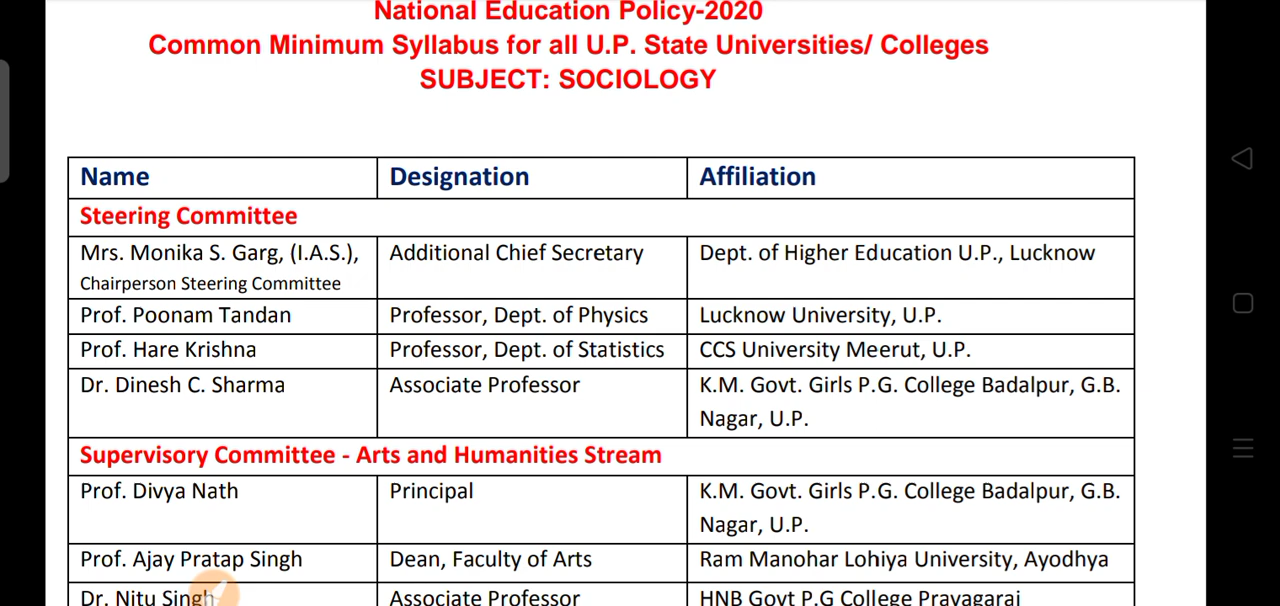 National Education Policy-2020
Common Minimum Syllabus for all U.P. State Universities/ Colleges
SUBJECT: SOCIOLOGY
Name Designation Affiliation
Steering Committee
Mrs. Monika S. Garg, (I.A.S.), Additional Chief Secretary Dept. of Higher Education U.P., Lucknow
Chairperson Steering Committee
Prof. Poonam Tandan Professor, Dept. of Physics Lucknow University, U.P.
Prof. Hare Krishna Professor, Dept. of Statistics CCS University Meerut, U.P.
Dr. Dinesh C. Sharma Associate Professor K.M. Govt. Girls P.G. College Badalpur, G.B.
Nagar, U.P.
Supervisory Committee - Arts and Humanities Stream
Prof. Divya Nath Principal K.M. Govt. Girls P.G. College Badalpur, G.B.
Nagar, U.P.
Prof. Ajay Pratap Singh Dean, Faculty of Arts Ram Manohar Lohiya University, Ayodhya
Dr. Nitu Singh Associate Professor HNB Govt P.G College Prayagaraj